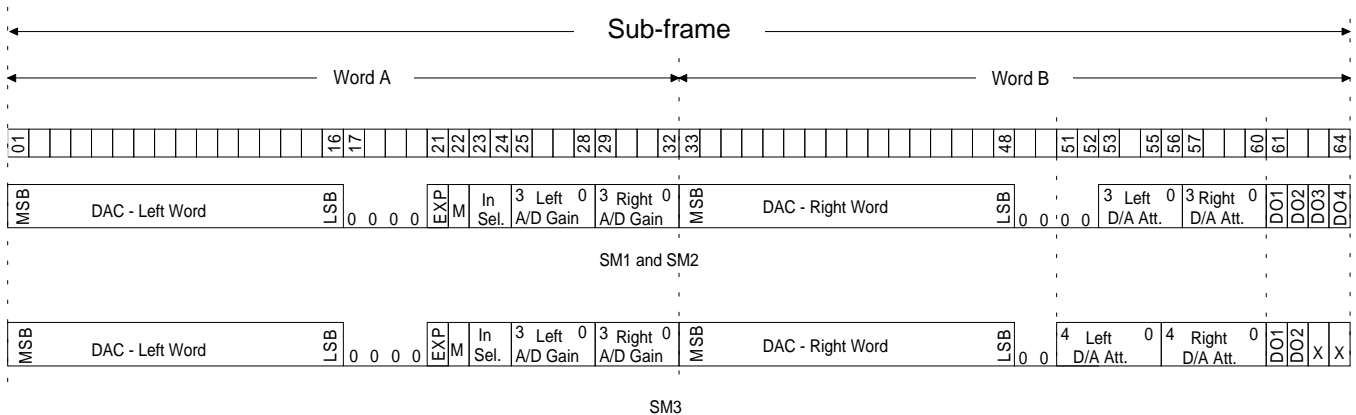 Sub-frame
Word A Word B
01 16 17 21 22 23 24 25 28 29 32 33 48 51 52 53 55 56 57 60 61 64
MSB DAC - Left Word LSB 0 0 0 0 EXP M In Sel. 3 Left 0 A/D Gain 3 Right 0 A/D Gain MSB DAC - Right Word LSB 0 0 0 0 3 Left 0 D/A Att. 3 Right 0 D/A Att. DO1 DO2 DO3 DO4
SM1 and SM2
MSB DAC - Left Word LSB 0 0 0 0 EXP M In Sel. 3 Left 0 A/D Gain 3 Right 0 A/D Gain MSB DAC - Right Word LSB 0 0 4 Left 0 D/A Att. 4 Right 0 D/A Att. DO1 DO2 X X
SM3